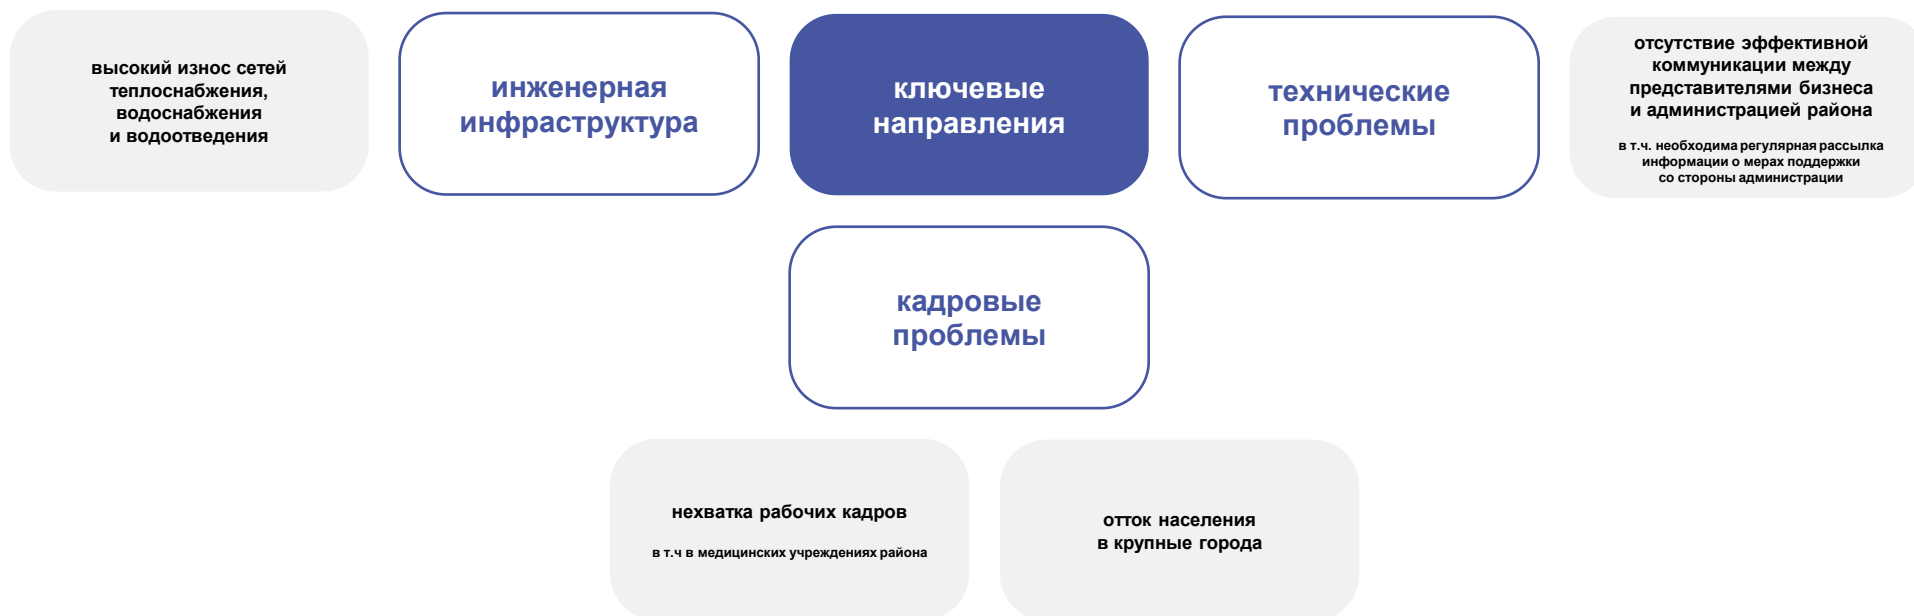 высокий износ сетей
теплоснабжения,
водоснабжения
и водоотведения
инженерная
инфраструктура
ключевые
направления
технические
проблемы
отсутствие эффективной
коммуникации между
представителями бизнеса
и администрацией района
в т.ч. необходима регулярная рассылка
информации о мерах поддержки
со стороны администрации
кадровые
проблемы
нехватка рабочих кадров
в т.ч в медицинских учреждениях района
отток населения
в крупные города